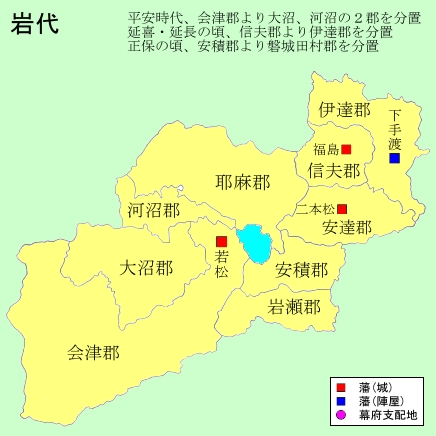 岩代
平安時代、会津郡より大沼、河沼の２郡を分置
延喜・延長の頃、信夫郡より伊達郡を分置
正保の頃、安積郡より磐城田村郡を分置
伊達郡
下手渡
福島
信夫郡
耶麻郡
河沼郡
二本松
安達郡
大沼郡
若松
安積郡
岩瀬郡
会津郡
藩(城)
藩(陣屋)
幕府支配地